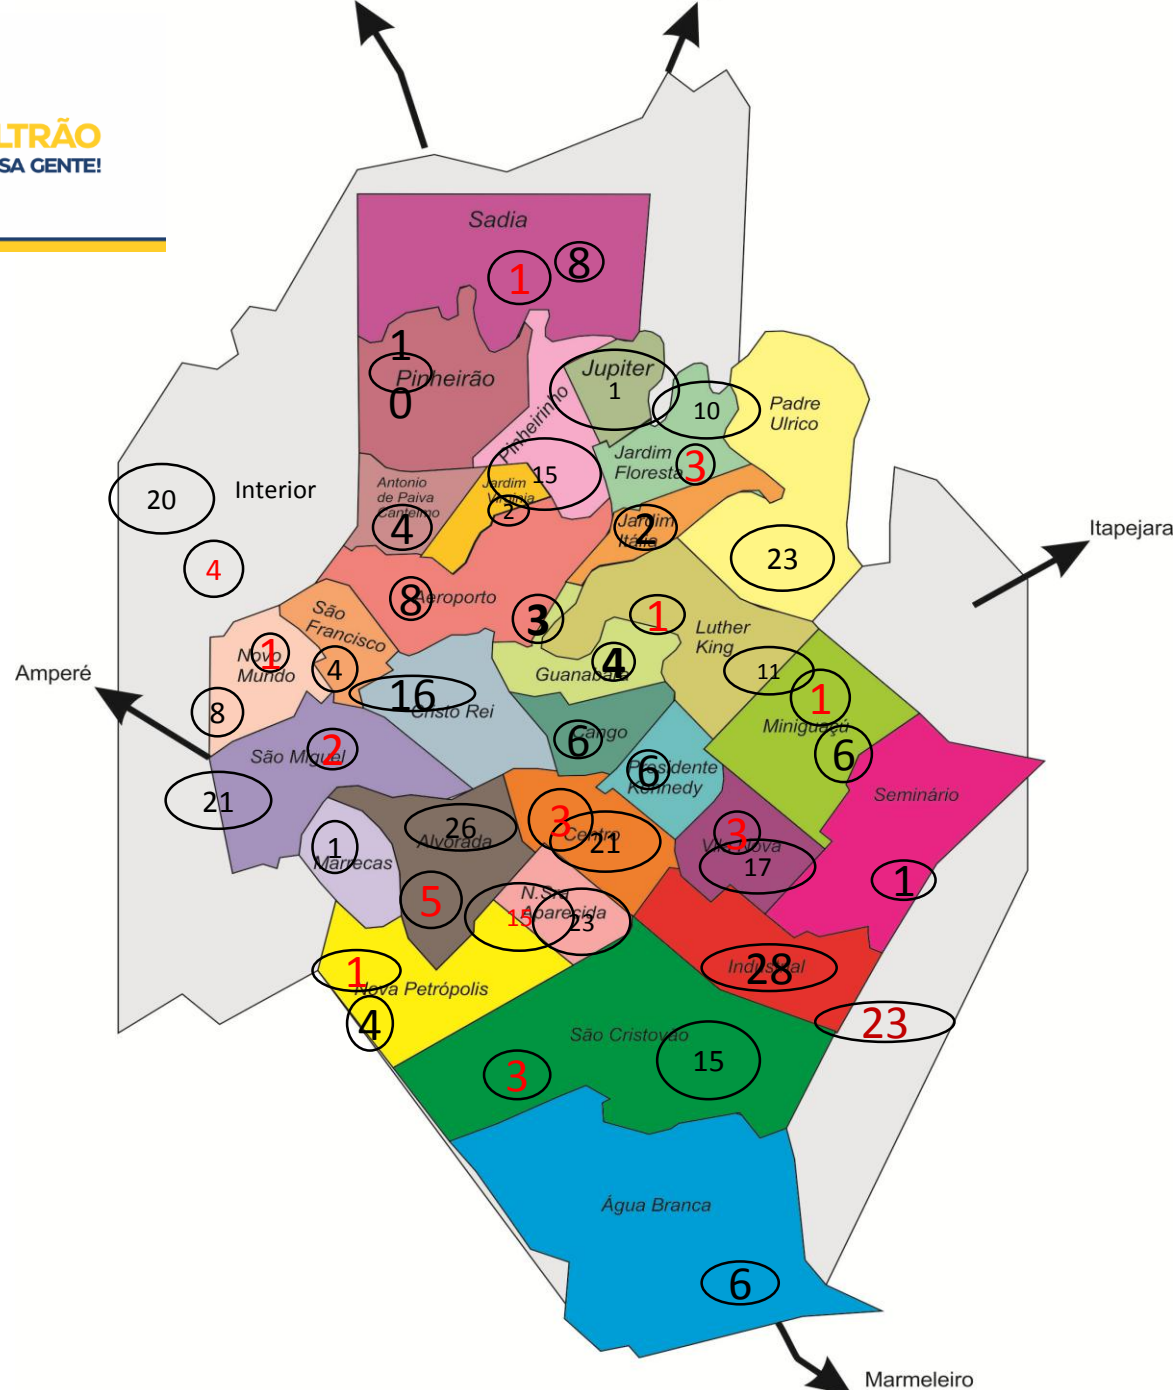 LTRÃO
SA GENTE!
Sadia
1
8
1
Pinheirão
0
Jupiter
1
10
Padre
Ulrico
Pinheirinho
15
Jardim
Floresta
3
Antonio
de Paiva
Cantelmo
4
Jardim
Virginia
2
Interior
20
4
Jardim
Itália
2
23
Itapejara
8
Aeroporto
3
1
Luther
King
São
Francisco
4
Novo
Mundo
1
8
Amperé
Guanabara
4
11
1
Miniguaçú
6
16
Cristo Rei
Cango
6
Presidente
Kennedy
6
São Miguel
2
21
Seminário
1
26
Alvorada
5
3
Centro
21
3
Vila Nova
17
1
Marrecas
N.Sra
Aparecida
15
23
Industrial
28
23
1
Nova Petrópolis
4
São Cristovão
15
3
Água Branca
6
Marmeleiro